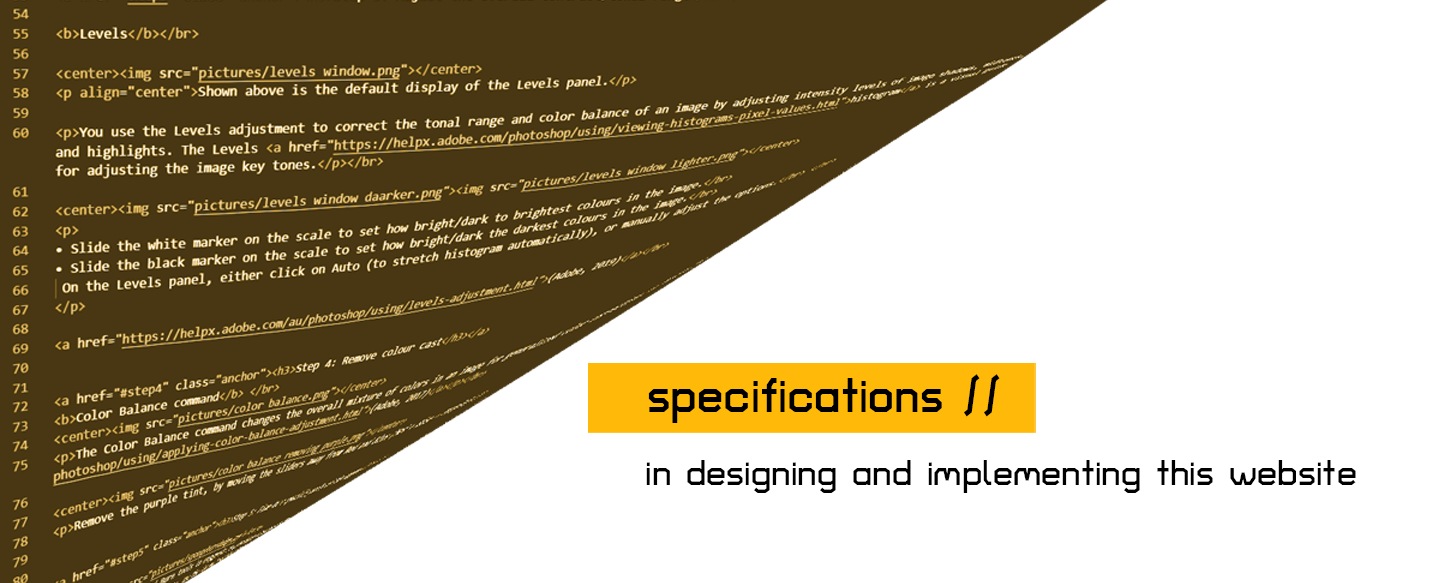 54
55 <b>Levels</b></br>
56
57 <center><img src="pictures/levels window.png"></center>
58 <p align="center">Shown above is the default display of the Levels panel.</p>
59
60 <p>You use the Levels adjustment to correct the tonal range and color balance of an image by adjusting intensity levels of image shadows,
and highlights. The Levels <a href="https://helpx.adobe.com/photoshop/using/viewing-histograms-pixel-values.html">histogram</a> is a visual
for adjusting the image key tones.</p></br>
61
62 <center><img src="pictures/levels window daarker.png"><img src="pictures/levels window lighter.png"></center>
63 <p>
64 • Slide the white marker on the scale to set how bright/dark to brightest colours in the image.</br>
65 • Slide the black marker on the scale to set how bright/dark the darkest colours in the image.</br>
66 On the Levels panel, either click on Auto (to stretch histogram automatically), or manually adjust the options.</br> </br>
67 </p>
68
69 <a href="https://helpx.adobe.com/au/photoshop/using/levels-adjustment.html">(Adobe, 2019)</a></br>
70
71 <a href="#step4" class="anchor"><h3>Step 4: Remove colour cast</h3></a>
72 <b>Color Balance command</b> </br>
73 <center><img src="pictures/color balance.png"></center>
74 <p>The Color Balance command changes the overall mixture of colors in an image for
75 photoshop/using/applying-color-balance-adjustment.html">(Adobe, 2017)
76 <center><img src="pictures/color balance removing purple.png"></center>
77 <p>Remove the purple tint, by moving the sliders away from
78
79 <a href="#step5" class="anchor"><h3>Step 5:
80
specifications //
in designing and implementing this website